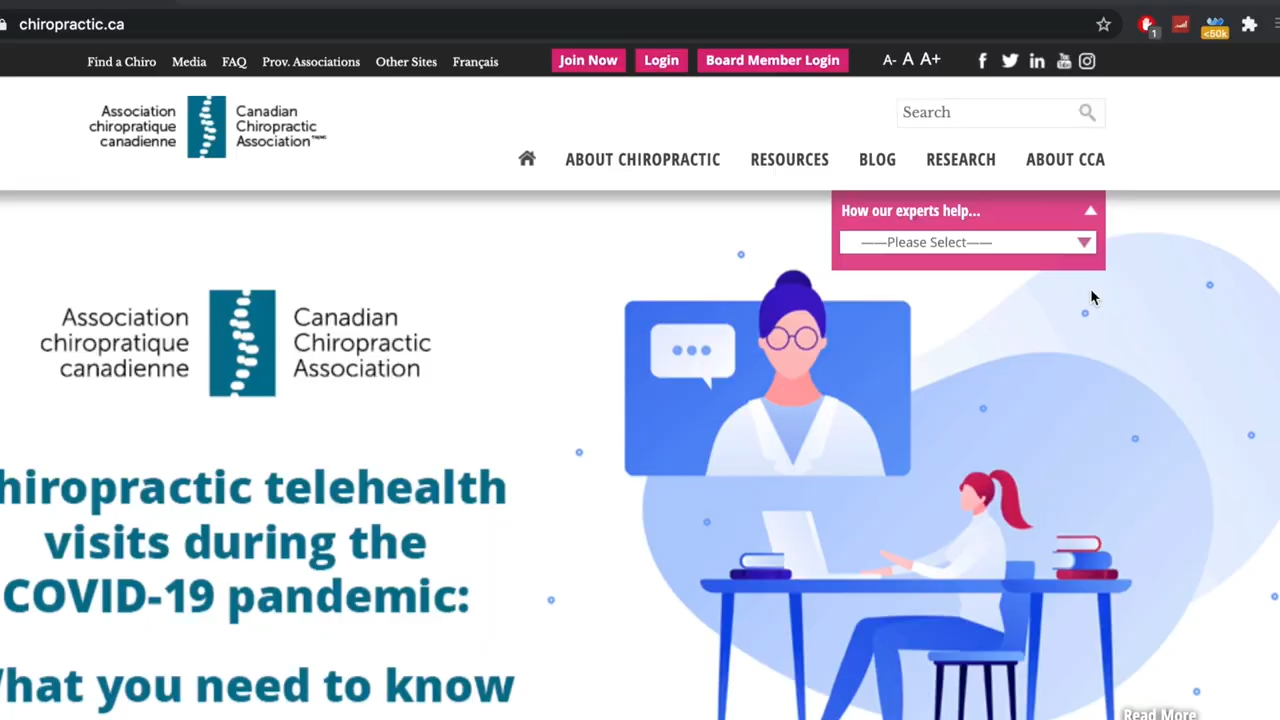 chiropractic.ca
1
<50k
Find a Chiro Media FAQ Prov. Associations Other Sites Français Join Now Login Board Member Login A- A A+
Association
chiropratique
canadienne
Canadian
Chiropractic
Association
Search
ABOUT CHIROPRACTIC RESOURCES BLOG RESEARCH ABOUT CCA
How our experts help...
——Please Select——
Association
chiropratique
canadienne
Canadian
Chiropractic
Association
hiropractic telehealth
visits during the
COVID-19 pandemic:
hat you need to know
Read More